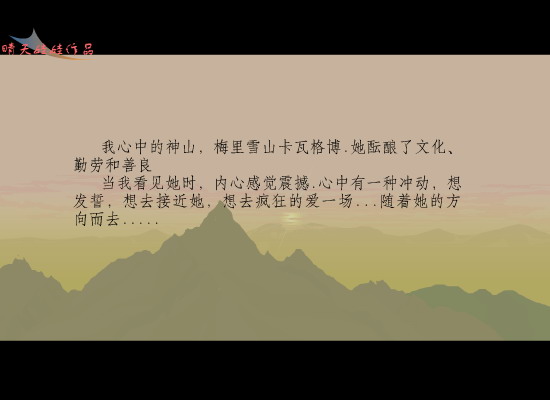 晴天娃娃作品
我心中的神山，梅里雪山卡瓦格博.她酝酿了文化、
勤劳和善良
当我看见她时，内心感觉震撼.心中有一种冲动，想
发誓，想去接近她，想去疯狂的爱一场...随着她的方
向而去.....